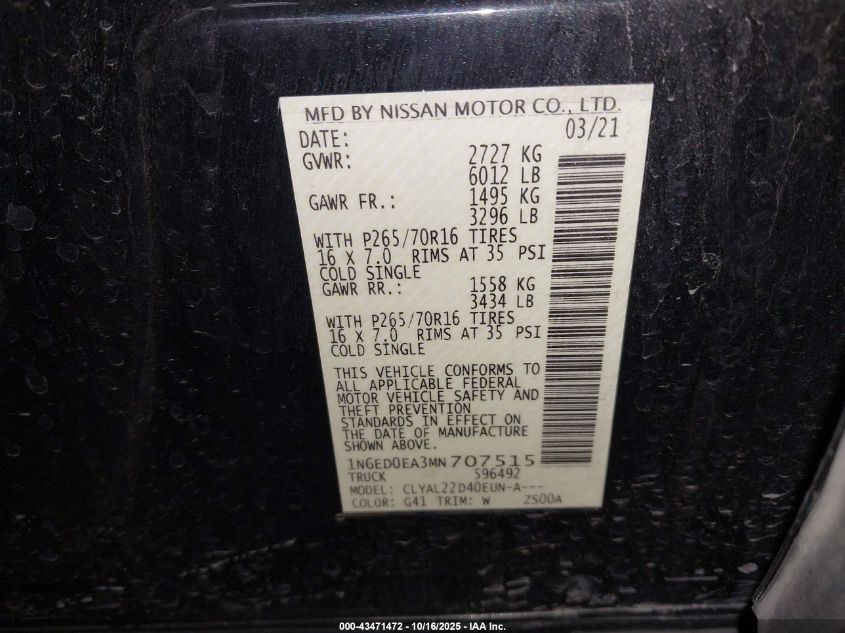 MFD BY NISSAN MOTOR CO., LTD.
DATE: 03/21
GVWR: 2727 KG
6012 LB
GAWR FR.: 1495 KG
3296 LB
WITH P265/70R16 TIRES
16 X 7.0 RIMS AT 35 PSI
COLD SINGLE
GAWR RR.: 1558 KG
3434 LB
WITH P265/70R16 TIRES
16 X 7.0 RIMS AT 35 PSI
COLD SINGLE
THIS VEHICLE CONFORMS TO
ALL APPLICABLE FEDERAL
MOTOR VEHICLE SAFETY AND
THEFT PREVENTION
STANDARDS IN EFFECT ON
THE DATE OF MANUFACTURE
SHOWN ABOVE.
1N6ED0EA3MN707515
TRUCK 596492
MODEL: CLYAL22D40EUN-A---
COLOR: G41 TRIM: W ZS00A
000-43471472 - 10/16/2025 - IAA Inc.